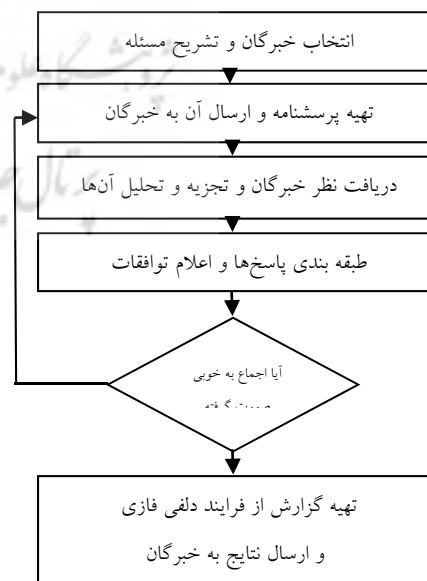 انتخاب خبرگان و تشریح مسئله
تهیه پرسشنامه و ارسال آن به خبرگان
دریافت نظر خبرگان و تجزیه و تحلیل آن‌ها
طبقه بندی پاسخ‌ها و اعلام توافقات
آیا اجماع به خوبی
تهیه گزارش از فرایند دلفی فازی
و ارسال نتایج به خبرگان